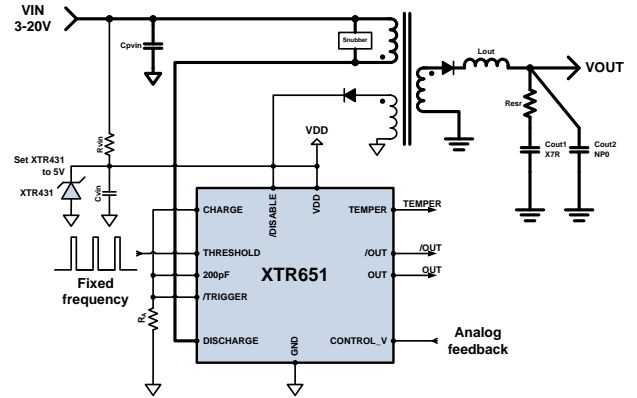 VIN
3-20V
Cpvin
Snubber
Lout
VOUT
Resr
Cout1
X7R
Cout2
NP0
Rvin
VDD
Set XTR431
to 5V
XTR431
Cvin
CHARGE
/DISABLE
VDD
TEMPER
TEMPER
THRESHOLD
/OUT
/OUT
200pF
XTR651
OUT
OUT
Fixed
frequency
/TRIGGER
RA
DISCHARGE
GND
CONTROL_V
Analog
feedback